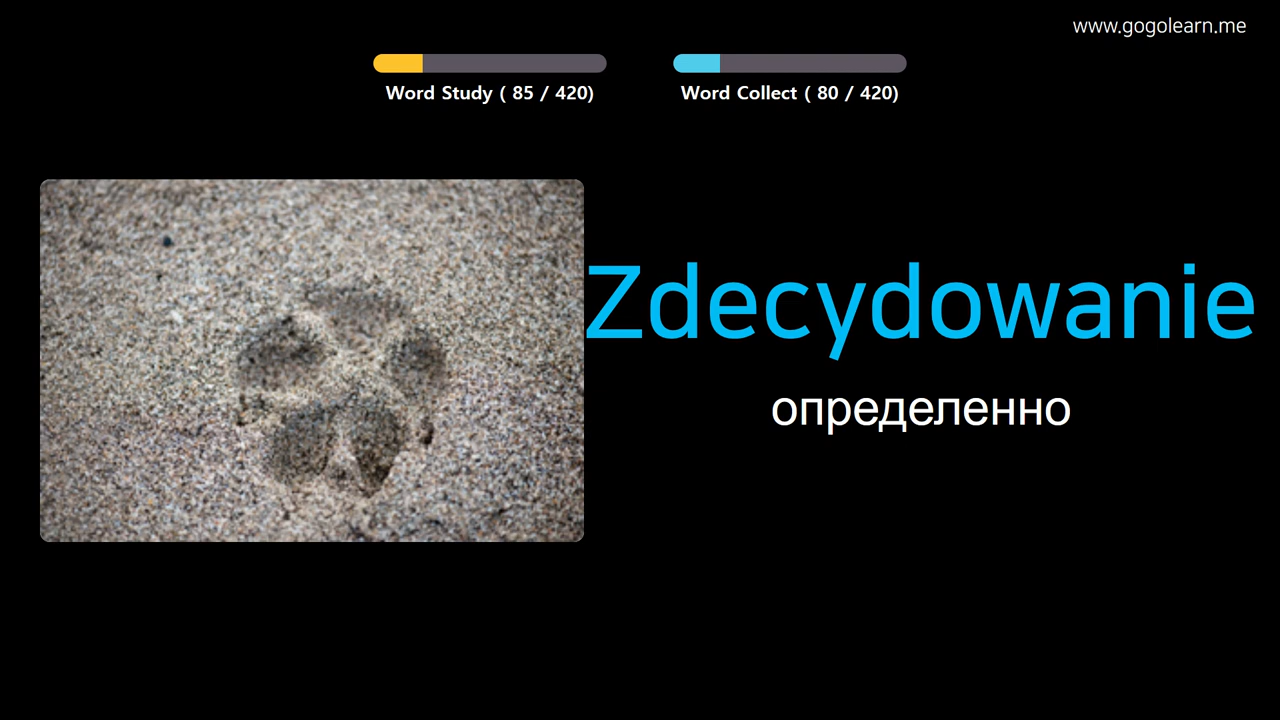 www.gogolearn.me
Word Study ( 85 / 420)
Word Collect ( 80 / 420)
Zdecydowanie
определенно